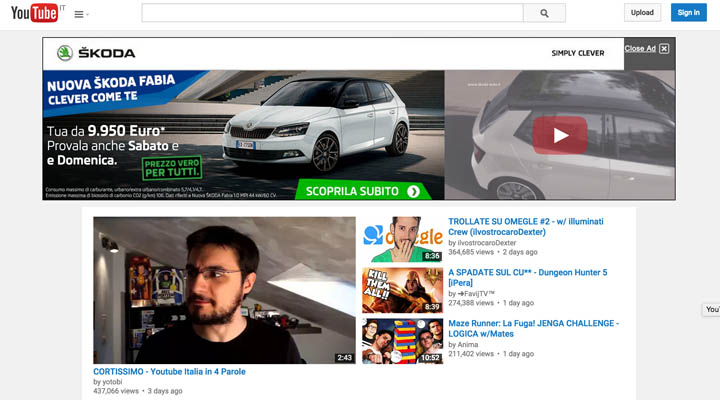 YouTube IT
Upload
Sign in
ŠKODA
SIMPLY CLEVER
Close Ad
NUOVA ŠKODA FABIA
CLEVER COME TE
www.skoda-auto.it
Tua da 9.950 Euro*
Provala anche Sabato e
e Domenica.
PREZZO VERO
PER TUTTI.
SCOPRILA SUBITO
Consumo massimo di carburante, urbano/extra urbano/combinato 5,7/4,1/4,7.
Emissione massima di biossido di carbonio CO2 (g/km) 106. Dati riferiti a Nuova ŠKODA Fabia 1.0 MPI 44 kW/60 CV.
2:43
CORTISSIMO - Youtube Italia in 4 Parole
by yotobi
437,066 views • 3 days ago
omegle
8:36
TROLLATE SU OMEGLE #2 - w/ illuminati
Crew (ilvostrocaroDexter)
by ilvostrocaroDexter
364,685 views • 2 days ago
KILL
THEM
ALL!!
8:39
A SPADATE SUL CU** - Dungeon Hunter 5
[iPera]
by ➔FavijTV™
274,388 views • 1 day ago
10:52
Maze Runner: La Fuga! JENGA CHALLENGE -
LOGICA w/Mates
by Anima
211,402 views • 1 day ago
You